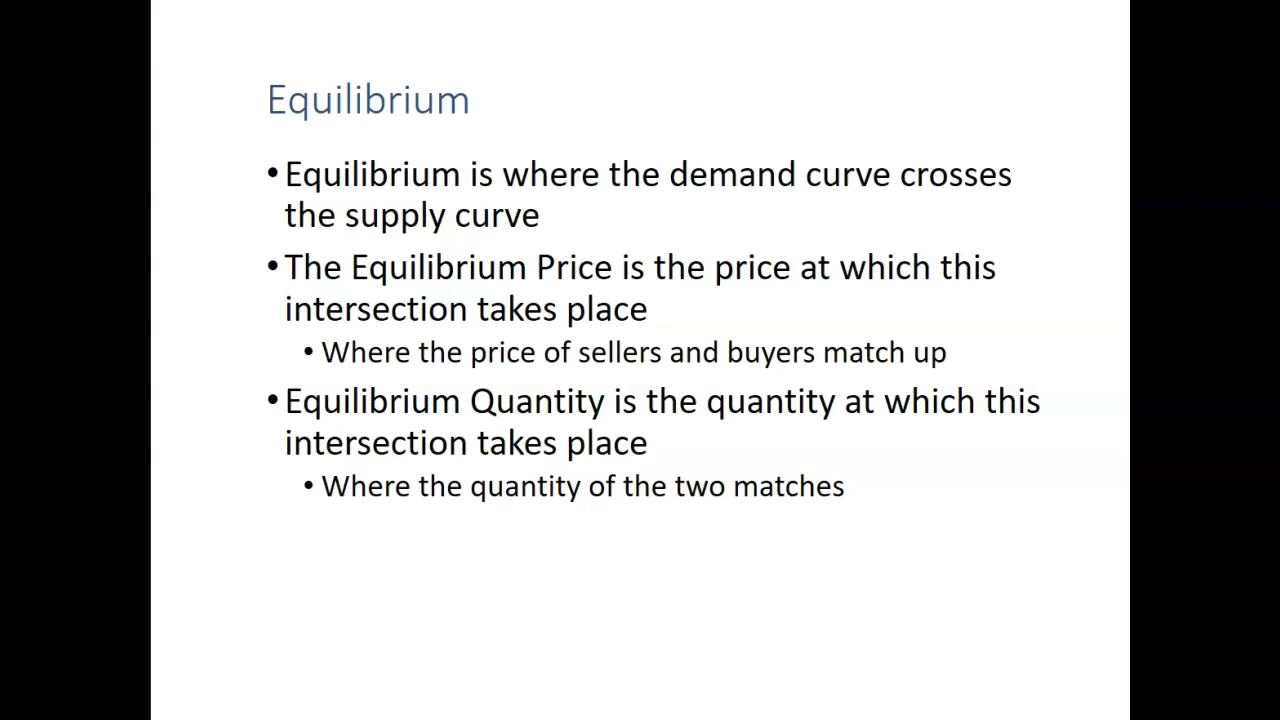 Equilibrium
•Equilibrium is where the demand curve crosses
the supply curve
•The Equilibrium Price is the price at which this
intersection takes place
•Where the price of sellers and buyers match up
•Equilibrium Quantity is the quantity at which this
intersection takes place
•Where the quantity of the two matches